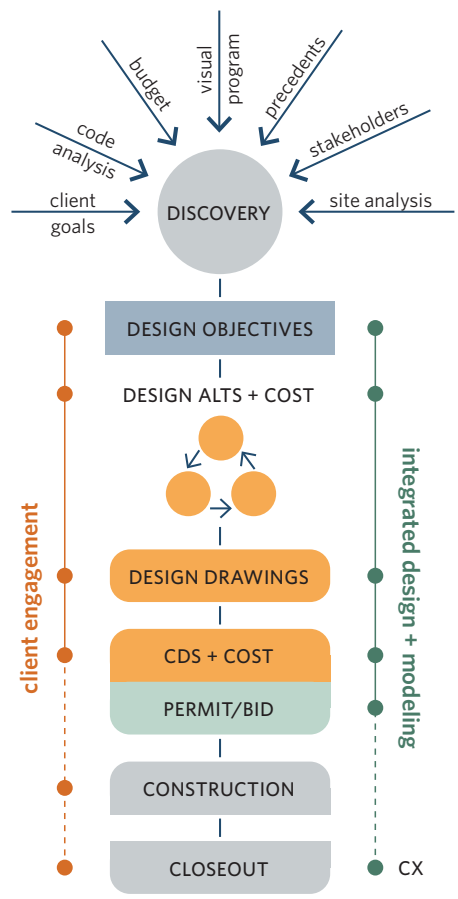 visual
program
budget
precedents
code
analysis
stakeholders
client
goals
site analysis
DISCOVERY
DESIGN OBJECTIVES
DESIGN ALTS + COST
client engagement
integrated design + modeling
DESIGN DRAWINGS
CDS + COST
PERMIT/BID
CONSTRUCTION
CLOSEOUT
CX